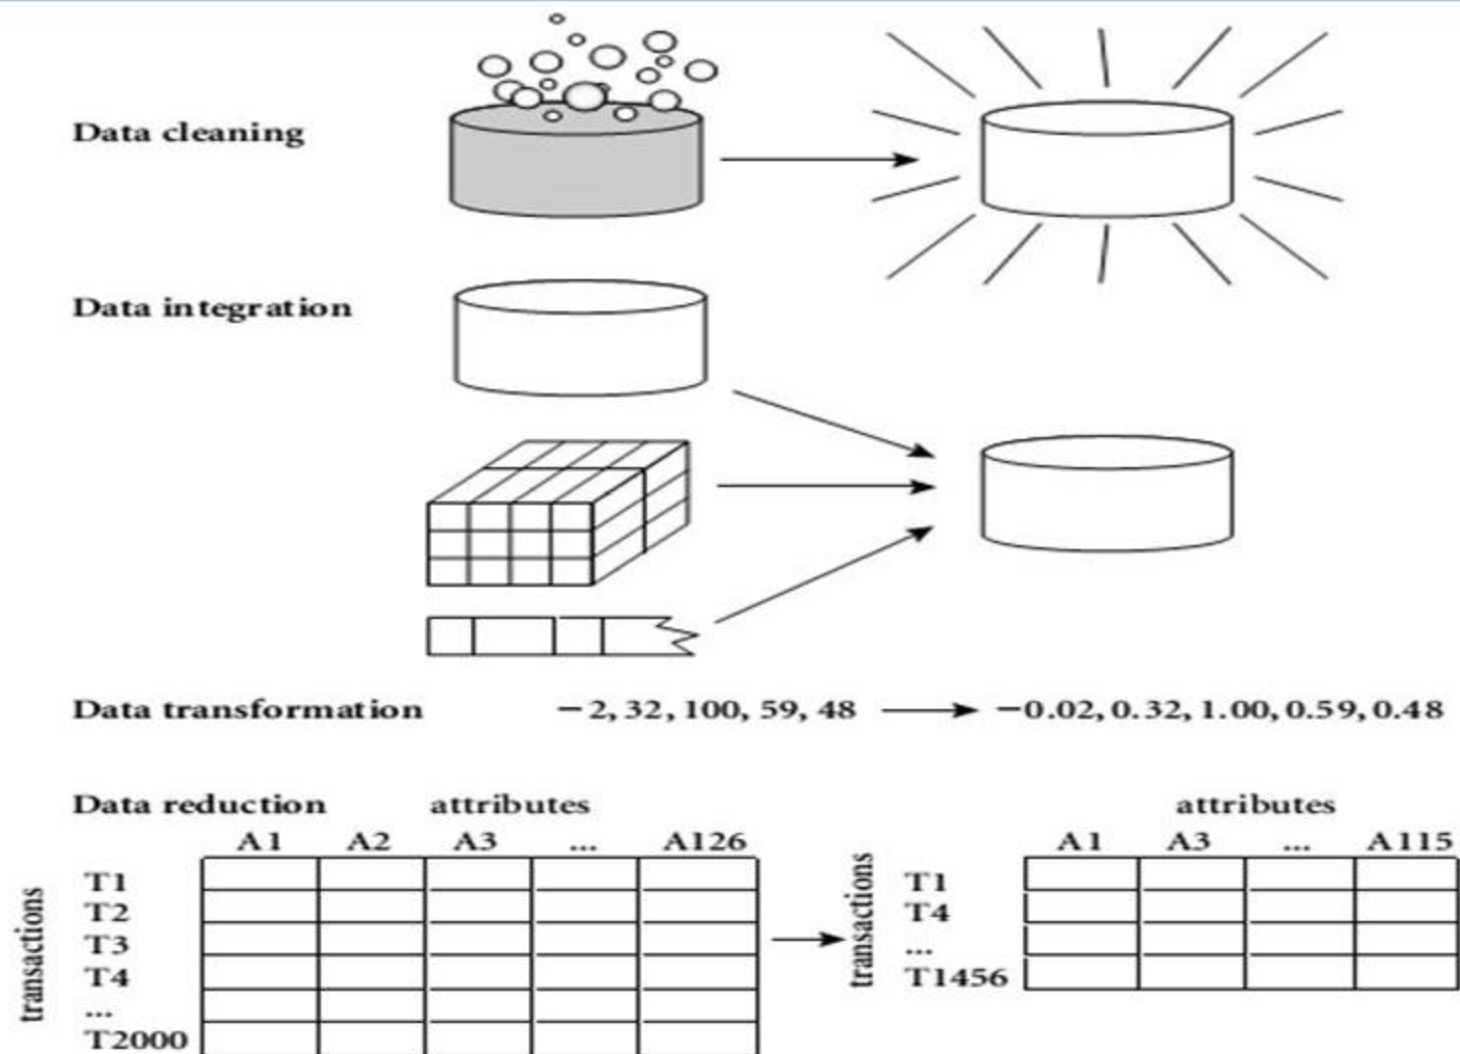 Data cleaning
Data integration
Data transformation
−2, 32, 100, 59, 48
−0.02, 0.32, 1.00, 0.59, 0.48
Data reduction
attributes
A1 A2 A3 ... A126
transactions
T1
T2
T3
T4
...
T2000
attributes
A1 A3 ... A115
transactions
T1
T4
...
T1456